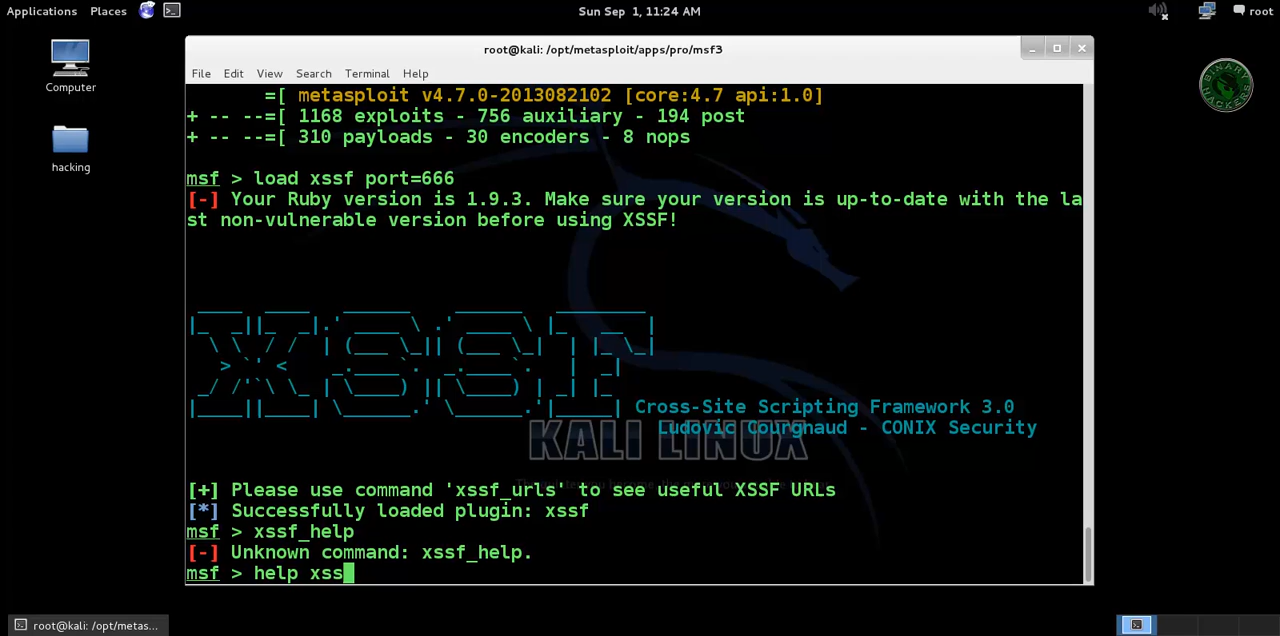 Applications Places Sun Sep 1, 11:24 AM root
Computer
hacking
root@kali: /opt/metasploit/apps/pro/msf3
File Edit View Search Terminal Help
=[ metasploit v4.7.0-2013082102 [core:4.7 api:1.0]
+ -- --=[ 1168 exploits - 756 auxiliary - 194 post
+ -- --=[ 310 payloads - 30 encoders - 8 nops
msf > load xssf port=666
[-] Your Ruby version is 1.9.3. Make sure your version is up-to-date with the la
st non-vulnerable version before using XSSF!
XSSF
Cross-Site Scripting Framework 3.0
Ludovic Courgnaud - CONIX Security
KALI LINUX
[+] Please use command 'xssf_urls' to see useful XSSF URLs
[*] Successfully loaded plugin: xssf
msf > xssf_help
[-] Unknown command: xssf_help.
msf > help xss
root@kali: /opt/metas...
BINARY
HACKERS